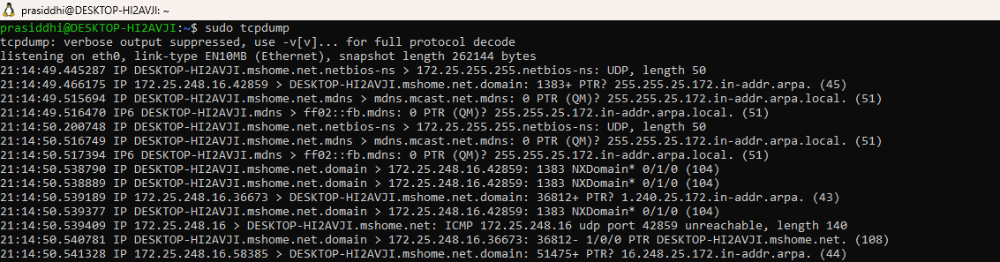 prasiddhi@DESKTOP-HI2AVJI: ~
prasiddhi@DESKTOP-HI2AVJI:~$ sudo tcpdump
tcpdump: verbose output suppressed, use -v[v]... for full protocol decode
listening on eth0, link-type EN10MB (Ethernet), snapshot length 262144 bytes
21:14:49.445287 IP DESKTOP-HI2AVJI.mshome.net.netbios-ns > 172.25.255.255.netbios-ns: UDP, length 50
21:14:49.466175 IP 172.25.248.16.42859 > DESKTOP-HI2AVJI.mshome.net.domain: 1383+ PTR? 255.255.25.172.in-addr.arpa. (45)
21:14:49.515694 IP DESKTOP-HI2AVJI.mshome.net.mdns > mdns.mcast.net.mdns: 0 PTR (QM)? 255.255.25.172.in-addr.arpa.local. (51)
21:14:49.516470 IP6 DESKTOP-HI2AVJI.mdns > ff02::fb.mdns: 0 PTR (QM)? 255.255.25.172.in-addr.arpa.local. (51)
21:14:50.200748 IP DESKTOP-HI2AVJI.mshome.net.netbios-ns > 172.25.255.255.netbios-ns: UDP, length 50
21:14:50.516749 IP DESKTOP-HI2AVJI.mshome.net.mdns > mdns.mcast.net.mdns: 0 PTR (QM)? 255.255.25.172.in-addr.arpa.local. (51)
21:14:50.517394 IP6 DESKTOP-HI2AVJI.mdns > ff02::fb.mdns: 0 PTR (QM)? 255.255.25.172.in-addr.arpa.local. (51)
21:14:50.538790 IP DESKTOP-HI2AVJI.mshome.net.domain > 172.25.248.16.42859: 1383 NXDomain* 0/1/0 (104)
21:14:50.538889 IP DESKTOP-HI2AVJI.mshome.net.domain > 172.25.248.16.42859: 1383 NXDomain* 0/1/0 (104)
21:14:50.539189 IP 172.25.248.16.36673 > DESKTOP-HI2AVJI.mshome.net.domain: 36812+ PTR? 1.240.25.172.in-addr.arpa. (43)
21:14:50.539377 IP DESKTOP-HI2AVJI.mshome.net.domain > 172.25.248.16.42859: 1383 NXDomain* 0/1/0 (104)
21:14:50.539409 IP 172.25.248.16 > DESKTOP-HI2AVJI.mshome.net: ICMP 172.25.248.16 udp port 42859 unreachable, length 140
21:14:50.540781 IP DESKTOP-HI2AVJI.mshome.net.domain > 172.25.248.16.36673: 36812- 1/0/0 PTR DESKTOP-HI2AVJI.mshome.net. (108)
21:14:50.541328 IP 172.25.248.16.58385 > DESKTOP-HI2AVJI.mshome.net.domain: 51475+ PTR? 16.248.25.172.in-addr.arpa. (44)